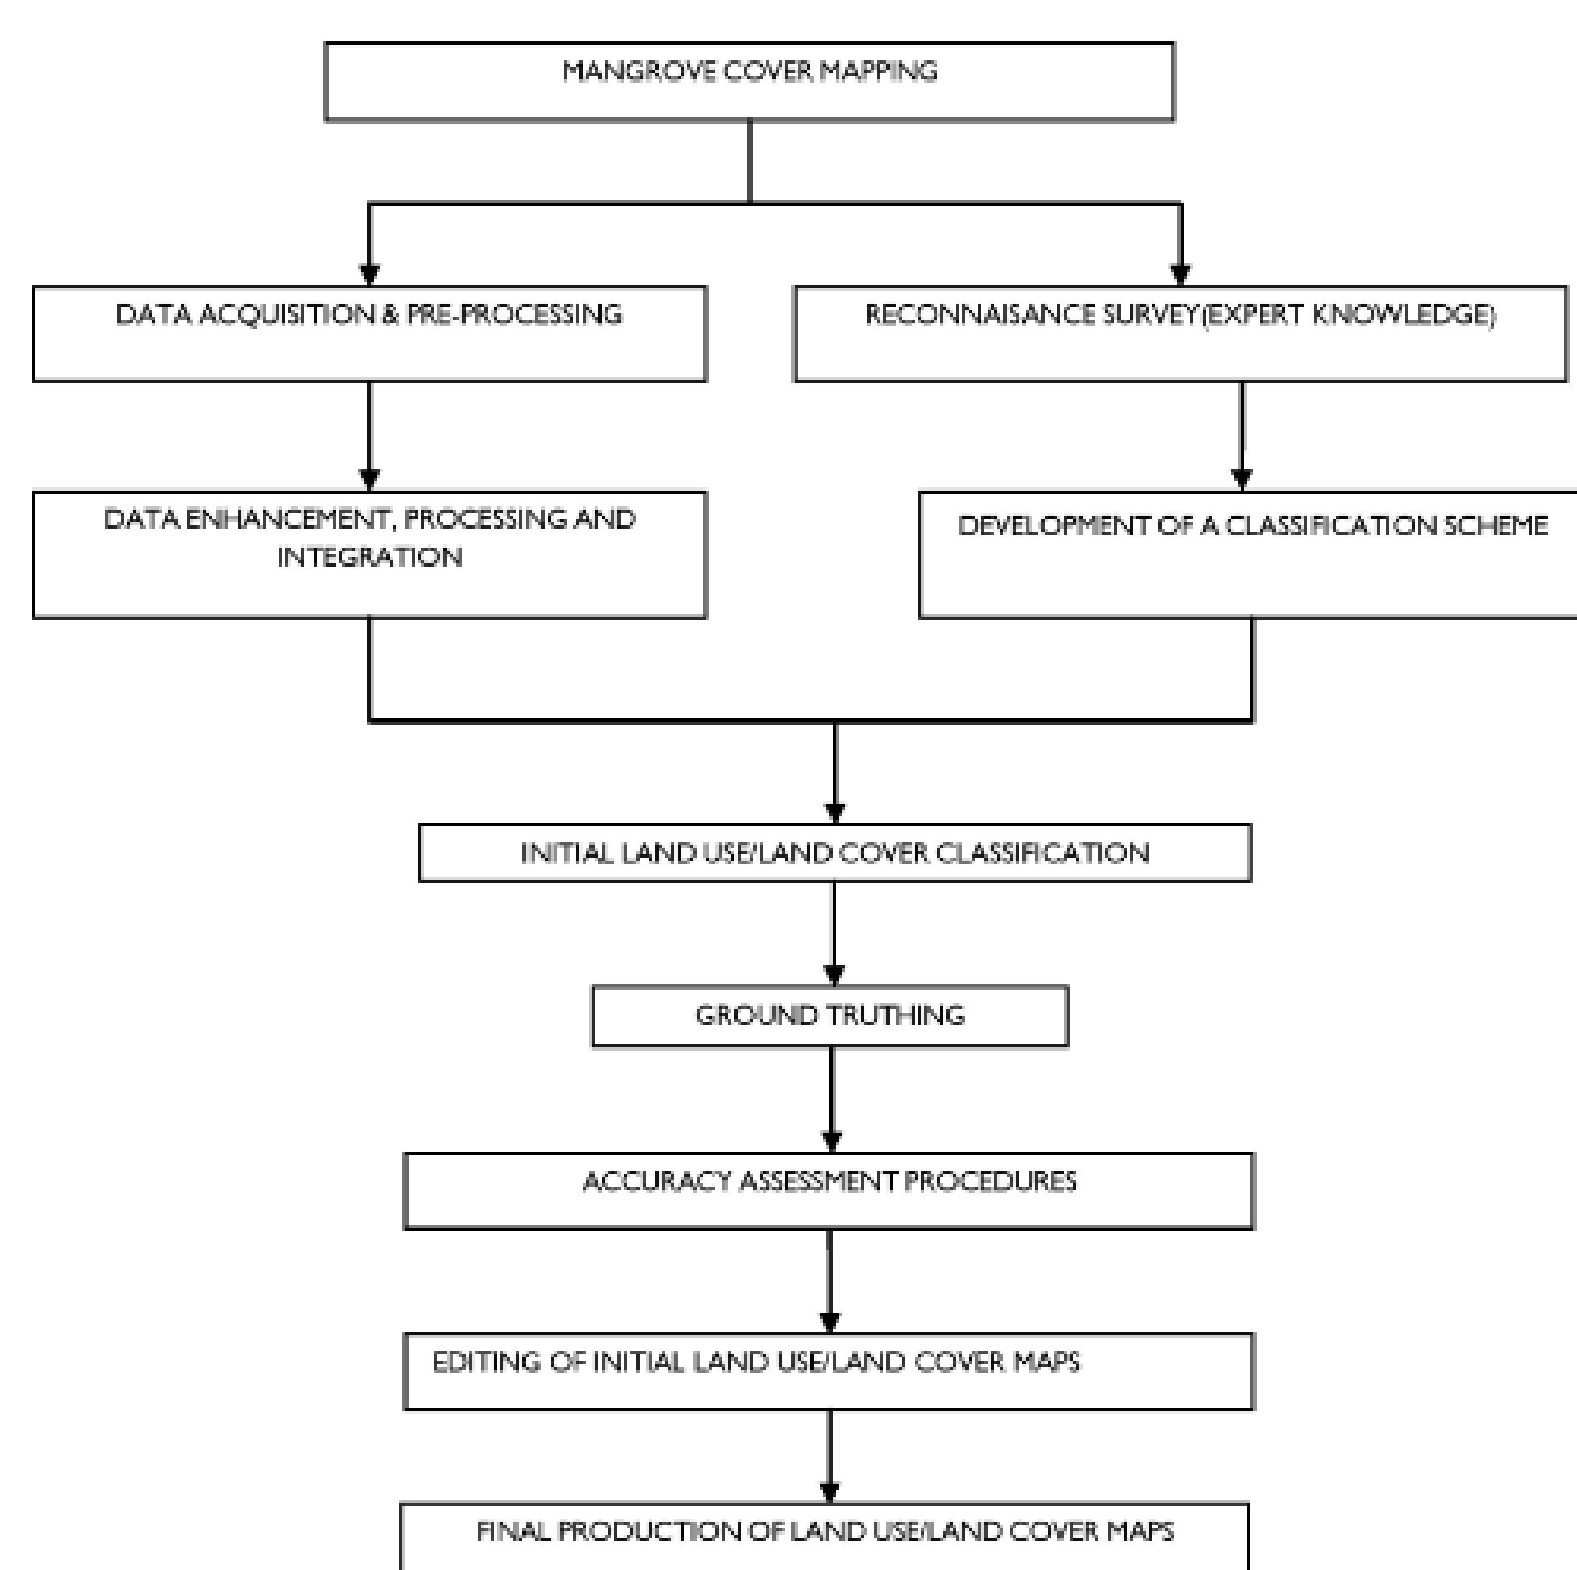 MANGROVE COVER MAPPING
DATA ACQUISITION & PRE-PROCESSING
RECONNAISANCE SURVEY(EXPERT KNOWLEDGE)
DATA ENHANCEMENT, PROCESSING AND
INTEGRATION
DEVELOPMENT OF A CLASSIFICATION SCHEME
INITIAL LAND USE/LAND COVER CLASSIFICATION
GROUND TRUTHING
ACCURACY ASSESSMENT PROCEDURES
EDITING OF INITIAL LAND USE/LAND COVER MAPS
FINAL PRODUCTION OF LAND USE/LAND COVER MAPS